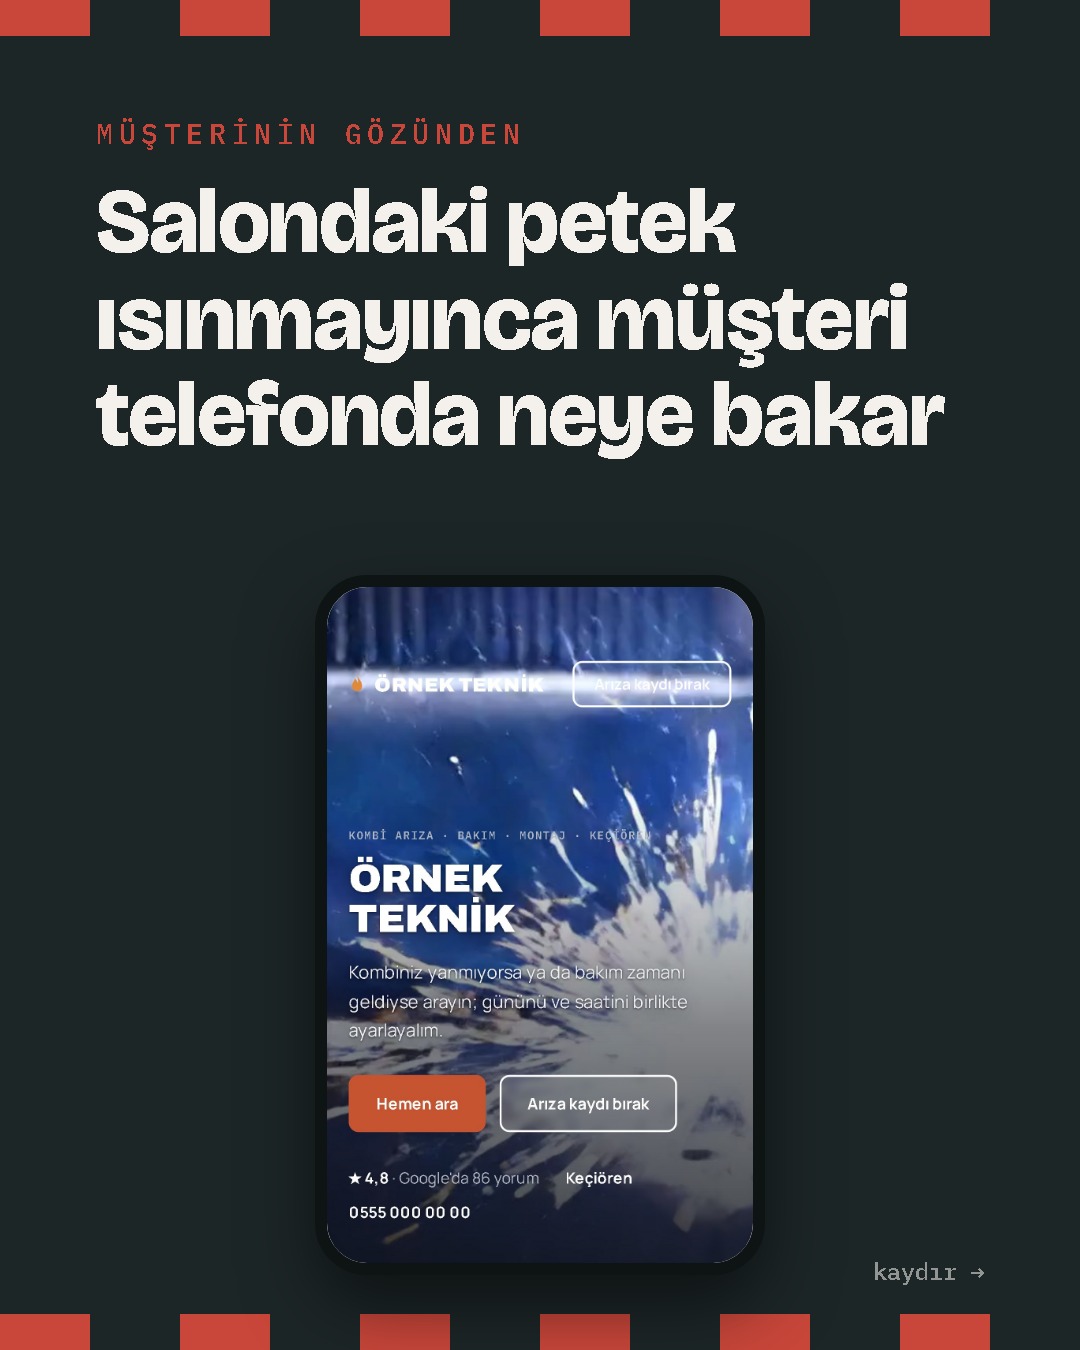 MÜŞTERİNİN GÖZÜNDEN
Salondaki petek
ısınmayınca müşteri
telefonda neye bakar
ÖRNEK TEKNİK
Arıza kaydı bırak
KOMBİ ARIZA · BAKIM · MONTAJ · KEÇİÖREN
ÖRNEK
TEKNİK
Kombiniz yanmıyorsa ya da bakım zamanı
geldiyse arayın; gününü ve saatini birlikte
ayarlayalım.
Hemen ara
Arıza kaydı bırak
★ 4,8 · Google'da 86 yorum Keçiören
0555 000 00 00
kaydır →